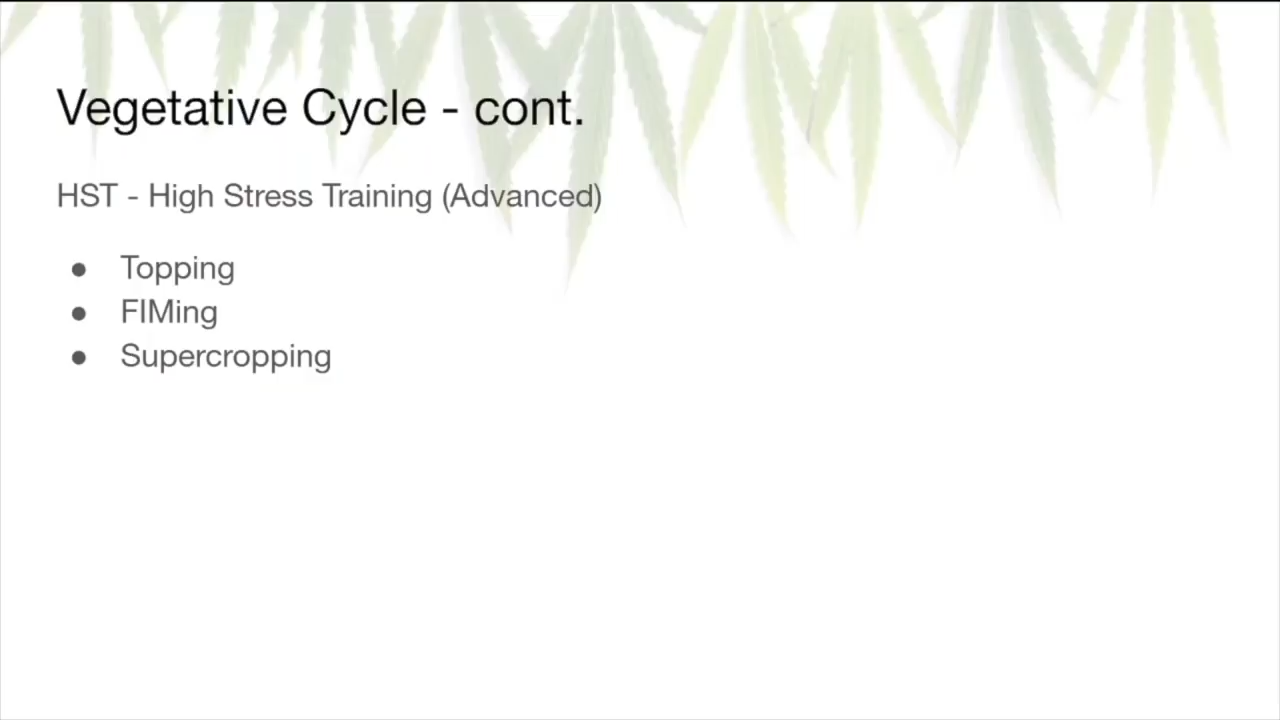 Vegetative Cycle - cont.
HST - High Stress Training (Advanced)
● Topping
● FIMing
● Supercropping